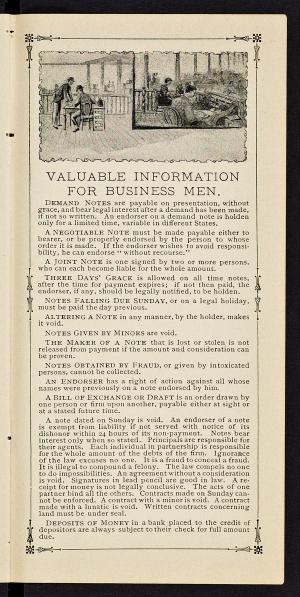 VALUABLE INFORMATION
FOR BUSINESS MEN.
DEMAND NOTES are payable on presentation, without
grace, and bear legal interest after a demand has been made,
if not so written. An endorser on a demand note is holden
only for a limited time, variable in different States.
A NEGOTIABLE NOTE must be made payable either to
bearer, or be properly endorsed by the person to whose
order it is made. If the endorser wishes to avoid responsi-
bility, he can endorse "without recourse."
A JOINT NOTE is one signed by two or more persons,
who can each become liable for the whole amount.
THREE DAYS' GRACE is allowed on all time notes,
after the time for payment expires; if not then paid, the
endorser, if any, should be legally notified, to be holden.
NOTES FALLING DUE SUNDAY, or on a legal holiday,
must be paid the day previous.
ALTERING A NOTE in any manner, by the holder, makes
it void.
NOTES GIVEN BY MINORS are void.
THE MAKER OF A NOTE that is lost or stolen is not
released from payment if the amount and consideration can
be proven.
NOTES OBTAINED BY FRAUD, or given by intoxicated
persons, cannot be collected.
AN ENDORSER has a right of action against all whose
names were previously on a note endorsed by him.
A BILL OF EXCHANGE OR DRAFT is an order drawn by
one person or firm upon another, payable either at sight or
at a stated future time.
A note dated on Sunday is void. An endorser of a note
is exempt from liability if not served with notice of its
dishonor within 24 hours of its non-payment. Notes bear
interest only when so stated. Principals are responsible for
their agents. Each individual in partnership is responsible
for the whole amount of the debts of the firm. Ignorance
of the law excuses no one. It is a fraud to conceal a fraud.
It is illegal to compound a felony. The law compels no one
to do impossibilities. An agreement without a consideration
is void. Signatures in lead pencil are good in law. A re-
ceipt for money is not legally conclusive. The acts of one
partner bind all the others. Contracts made on Sunday can-
not be enforced. A contract with a minor is void. A contract
made with a lunatic is void. Written contracts concerning
land must be under seal.
DEPOSITS OF MONEY in a bank placed to the credit of
depositors are always subject to their check for full amount
due.